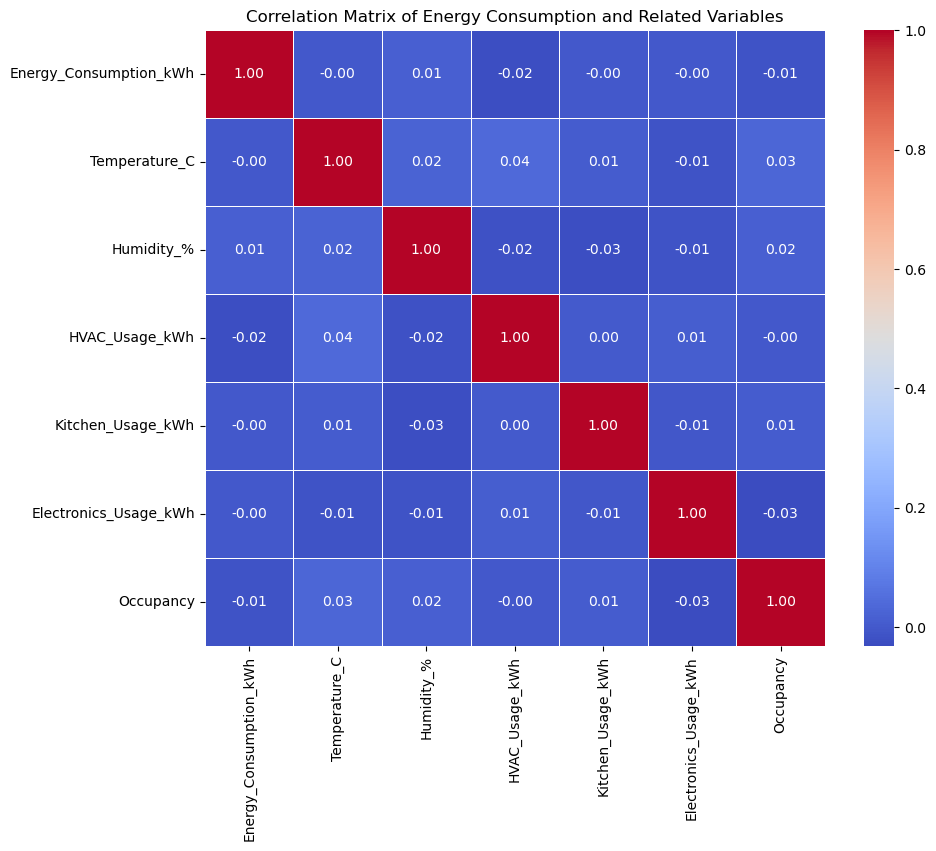 Correlation Matrix of Energy Consumption and Related Variables
Energy_Consumption_kWh 1.00 -0.00 0.01 -0.02 -0.00 -0.00 -0.01
Temperature_C -0.00 1.00 0.02 0.04 0.01 -0.01 0.03
Humidity_% 0.01 0.02 1.00 -0.02 -0.03 -0.01 0.02
HVAC_Usage_kWh -0.02 0.04 -0.02 1.00 0.00 0.01 -0.00
Kitchen_Usage_kWh -0.00 0.01 -0.03 0.00 1.00 -0.01 0.01
Electronics_Usage_kWh -0.00 -0.01 -0.01 0.01 -0.01 1.00 -0.03
Occupancy -0.01 0.03 0.02 -0.00 0.01 -0.03 1.00
Energy_Consumption_kWh
Temperature_C
Humidity_%
HVAC_Usage_kWh
Kitchen_Usage_kWh
Electronics_Usage_kWh
Occupancy
1.0
0.8
0.6
0.4
0.2
0.0